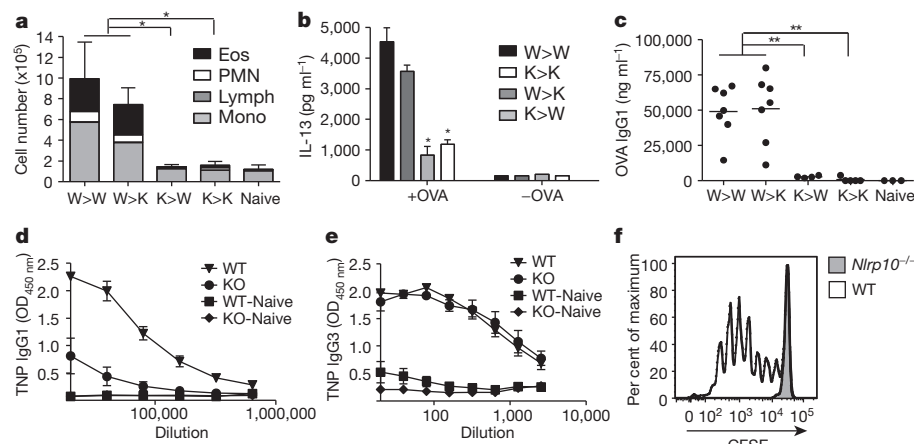 a
*
*
Cell number (x10⁵)
14
12
10
8
6
4
2
0
Eos
PMN
Lymph
Mono
W>W W>K K>W K>K Naive
b
IL-13 (pg ml⁻¹)
5,000
4,000
3,000
2,000
1,000
0
W>W
K>K
W>K
K>W
* *
+OVA −OVA
c
**
**
OVA IgG1 (ng ml⁻¹)
100,000
75,000
50,000
25,000
0
W>W W>K K>W K>K Naive
d
TNP IgG1 (OD450 nm)
2.5
2.0
1.5
1.0
0.5
WT
KO
WT-Naive
KO-Naive
100,000 1,000,000
Dilution
e
TNP IgG3 (OD450 nm)
2.5
2.0
1.5
1.0
0.5
WT
KO
WT-Naive
KO-Naive
100 1,000 10,000
Dilution
f
Nlrp10−/−
WT
Per cent of maximum
100
80
60
40
20
0
0 10² 10³ 10⁴ 10⁵
CFSE